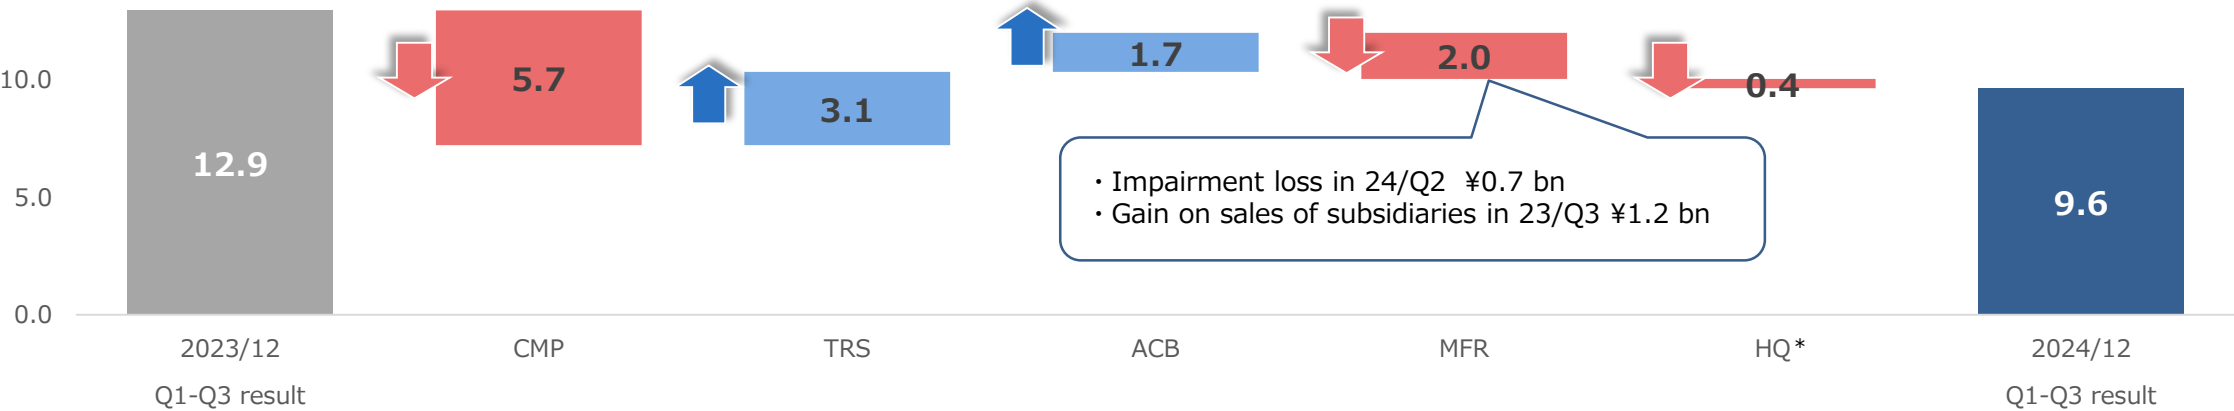 10.0
5.0
0.0
12.9
5.7
3.1
1.7
2.0
0.4
9.6
・Impairment loss in 24/Q2 ¥0.7 bn
・Gain on sales of subsidiaries in 23/Q3 ¥1.2 bn
2023/12 CMP TRS ACB MFR HQ* 2024/12
Q1-Q3 result Q1-Q3 result